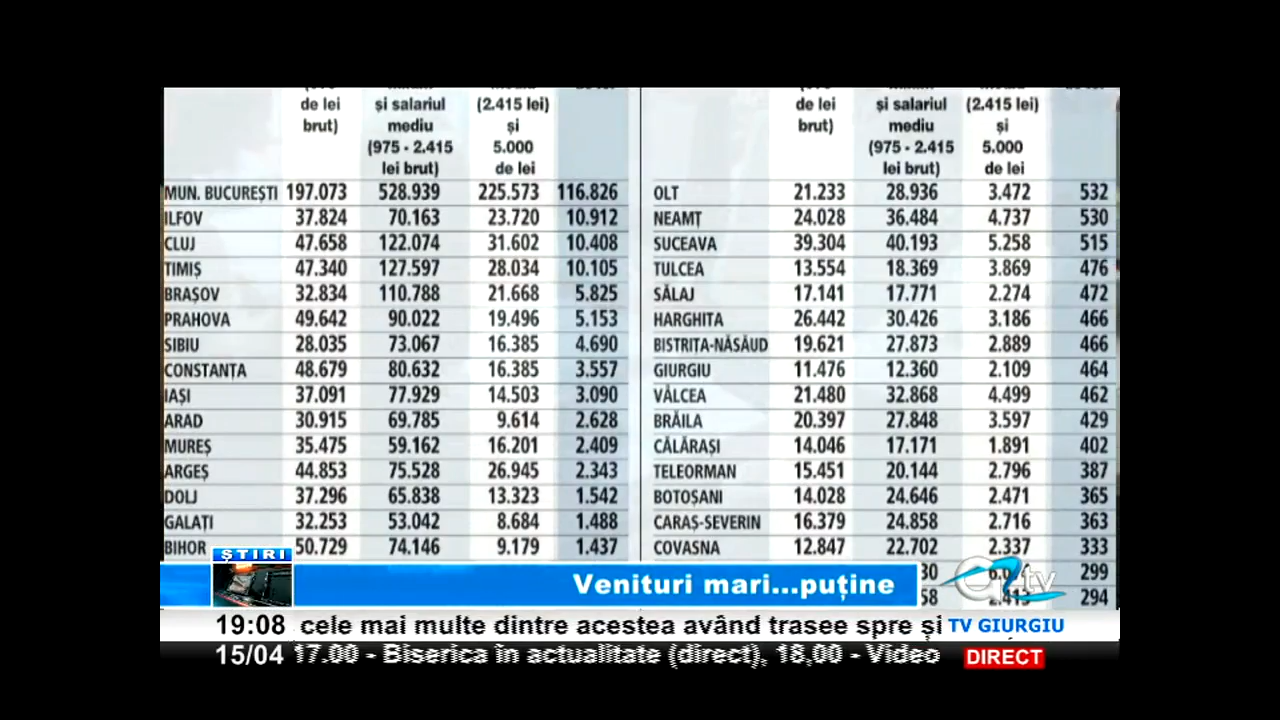 de lei și salariul (2.415 lei) de lei și salariul (2.415 lei)
brut) mediu și brut) mediu și
(975 - 2.415 5.000 (975 - 2.415 5.000
lei brut) de lei lei brut) de lei
MUN. BUCUREȘTI 197.073 528.939 225.573 116.826 OLT 21.233 28.936 3.472 532
ILFOV 37.824 70.163 23.720 10.912 NEAMȚ 24.028 36.484 4.737 530
CLUJ 47.658 122.074 31.602 10.408 SUCEAVA 39.304 40.193 5.258 515
TIMIȘ 47.340 127.597 28.034 10.105 TULCEA 13.554 18.369 3.869 476
BRAȘOV 32.834 110.788 21.668 5.825 SĂLAJ 17.141 17.771 2.274 472
PRAHOVA 49.642 90.022 19.496 5.153 HARGHITA 26.442 30.426 3.186 466
SIBIU 28.035 73.067 16.385 4.690 BISTRIȚA-NĂSĂUD 19.621 27.873 2.889 466
CONSTANȚA 48.679 80.632 16.385 3.557 GIURGIU 11.476 12.360 2.109 464
IAȘI 37.091 77.929 14.503 3.090 VÂLCEA 21.480 32.868 4.499 462
ARAD 30.915 69.785 9.614 2.628 BRĂILA 20.397 27.848 3.597 429
MUREȘ 35.475 59.162 16.201 2.409 CĂLĂRAȘI 14.046 17.171 1.891 402
ARGEȘ 44.853 75.528 26.945 2.343 TELEORMAN 15.451 20.144 2.796 387
DOLJ 37.296 65.838 13.323 1.542 BOTOȘANI 14.028 24.646 2.471 365
GALAȚI 32.253 53.042 8.684 1.488 CARAȘ-SEVERIN 16.379 24.858 2.716 363
BIHOR 50.729 74.146 9.179 1.437 COVASNA 12.847 22.702 2.337 333
ȘTIRI
30 299
Venituri mari...puține
58 2.413 294
tv
19:08 cele mai multe dintre acestea având trasee spre și TV GIURGIU
15/04 17.00 - Biserica în actualitate (direct), 18,00 - Video DIRECT